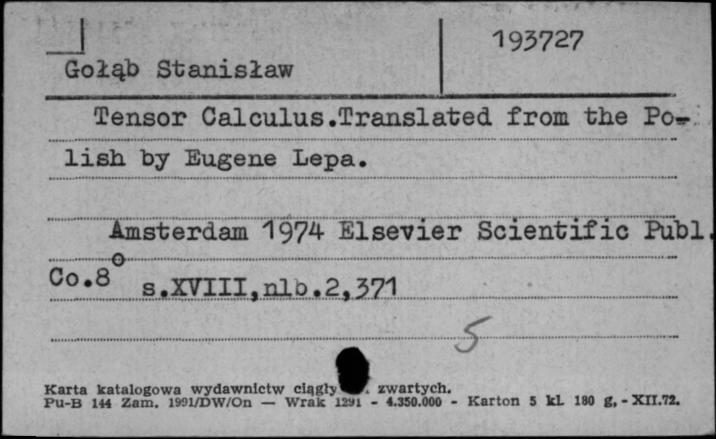 193727
Gołąb Stanisław
Tensor Calculus.Translated from the Po-
lish by Eugene Lepa.
Amsterdam 1974 Elsevier Scientific Publ.
Co.8°
s.XVIII,nlb.2,371
5
Karta katalogowa wydawnictw ciągły . zwartych.
Pu-B 144 Zam. 1991/DW/On — Wrak 1291 - 4.350.000 - Karton 5 kl. 180 g, - XII.72.